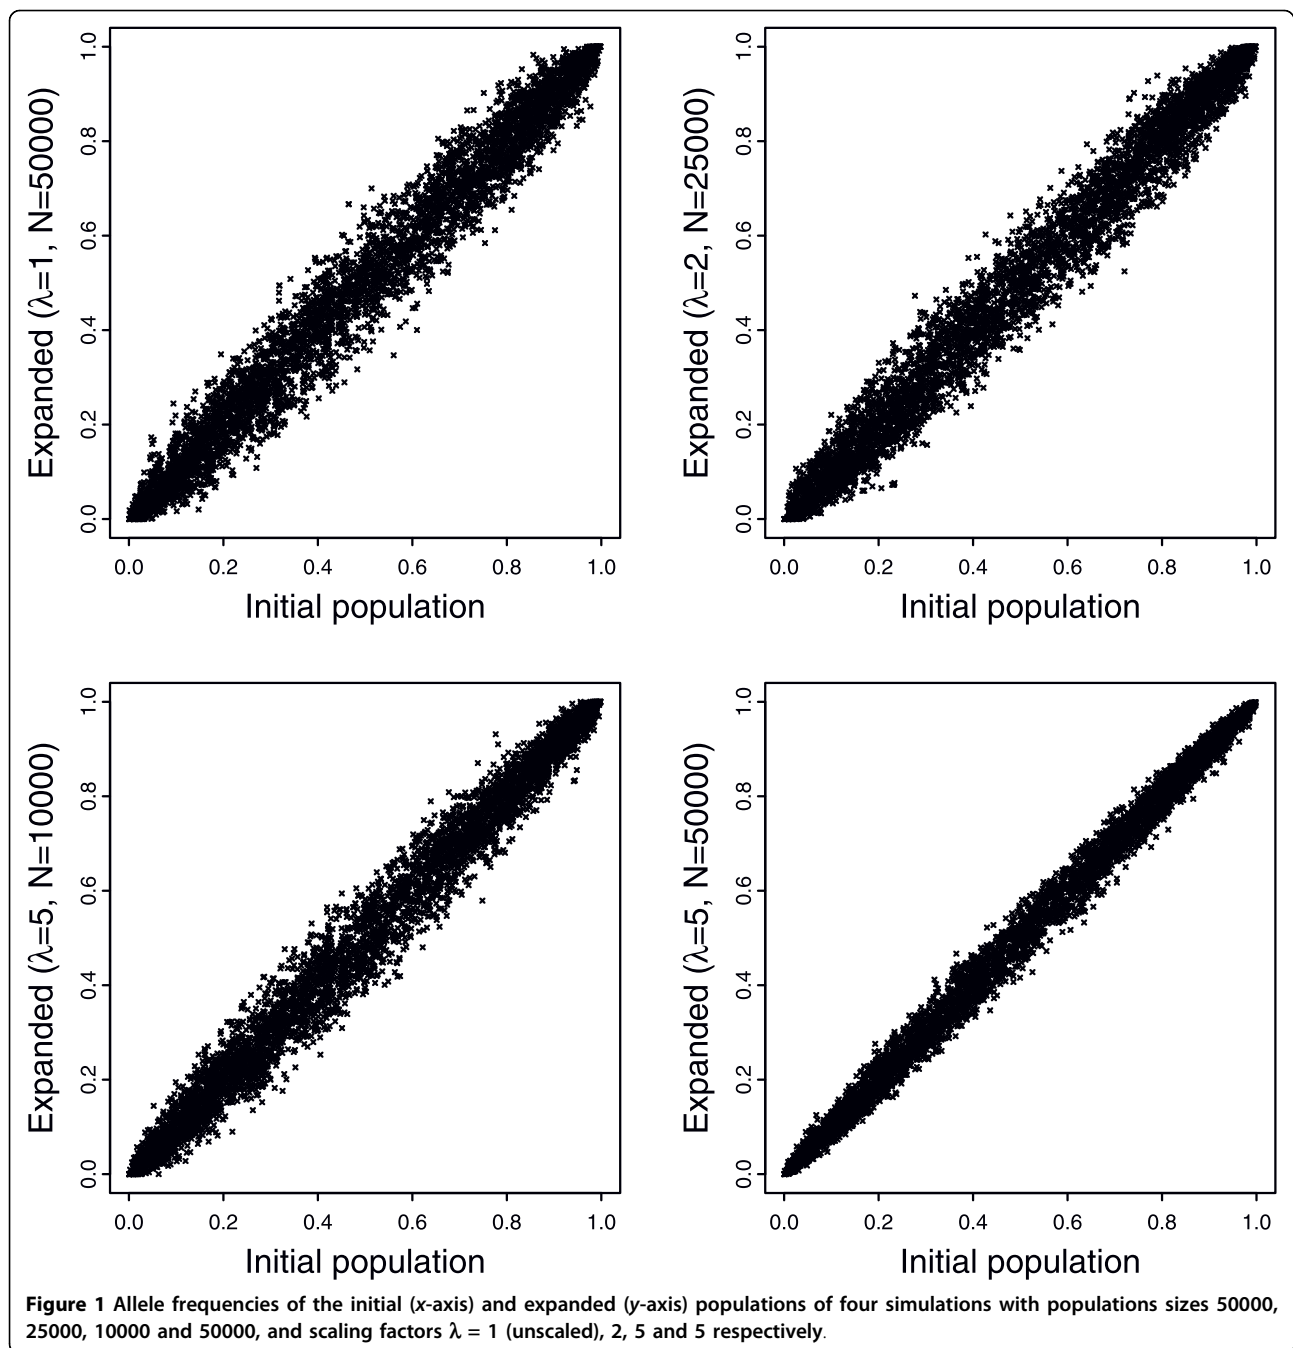 Expanded (λ=1, N=50000)
1.0
0.8
0.6
0.4
0.2
0.0
0.0 0.2 0.4 0.6 0.8 1.0
Initial population
Expanded (λ=2, N=25000)
1.0
0.8
0.6
0.4
0.2
0.0
0.0 0.2 0.4 0.6 0.8 1.0
Initial population
Expanded (λ=5, N=10000)
1.0
0.8
0.6
0.4
0.2
0.0
0.0 0.2 0.4 0.6 0.8 1.0
Initial population
Expanded (λ=5, N=50000)
1.0
0.8
0.6
0.4
0.2
0.0
0.0 0.2 0.4 0.6 0.8 1.0
Initial population
Figure 1 Allele frequencies of the initial (x-axis) and expanded (y-axis) populations of four simulations with populations sizes 50000,
25000, 10000 and 50000, and scaling factors λ = 1 (unscaled), 2, 5 and 5 respectively.